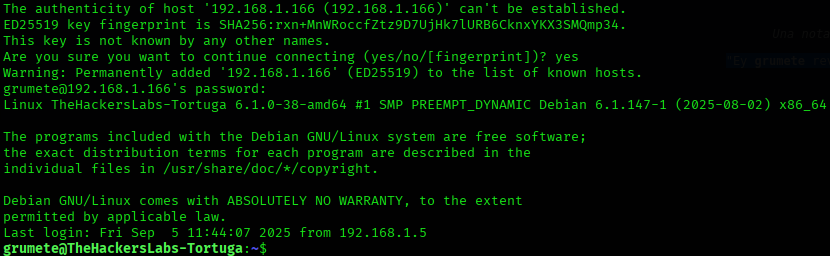 The authenticity of host '192.168.1.166 (192.168.1.166)' can't be established.
ED25519 key fingerprint is SHA256:rxn+MnWRoccfZtz9D7UjHk7lURB6CknxYKX3SMQmp34.
This key is not known by any other names.
Are you sure you want to continue connecting (yes/no/[fingerprint])? yes
Warning: Permanently added '192.168.1.166' (ED25519) to the list of known hosts.
grumete@192.168.1.166's password:
Linux TheHackersLabs-Tortuga 6.1.0-38-amd64 #1 SMP PREEMPT_DYNAMIC Debian 6.1.147-1 (2025-08-02) x86_64
The programs included with the Debian GNU/Linux system are free software;
the exact distribution terms for each program are described in the
individual files in /usr/share/doc/*/copyright.
Debian GNU/Linux comes with ABSOLUTELY NO WARRANTY, to the extent
permitted by applicable law.
Last login: Fri Sep  5 11:44:07 2025 from 192.168.1.5
grumete@TheHackersLabs-Tortuga:~$
Una nota
"Ey grumete